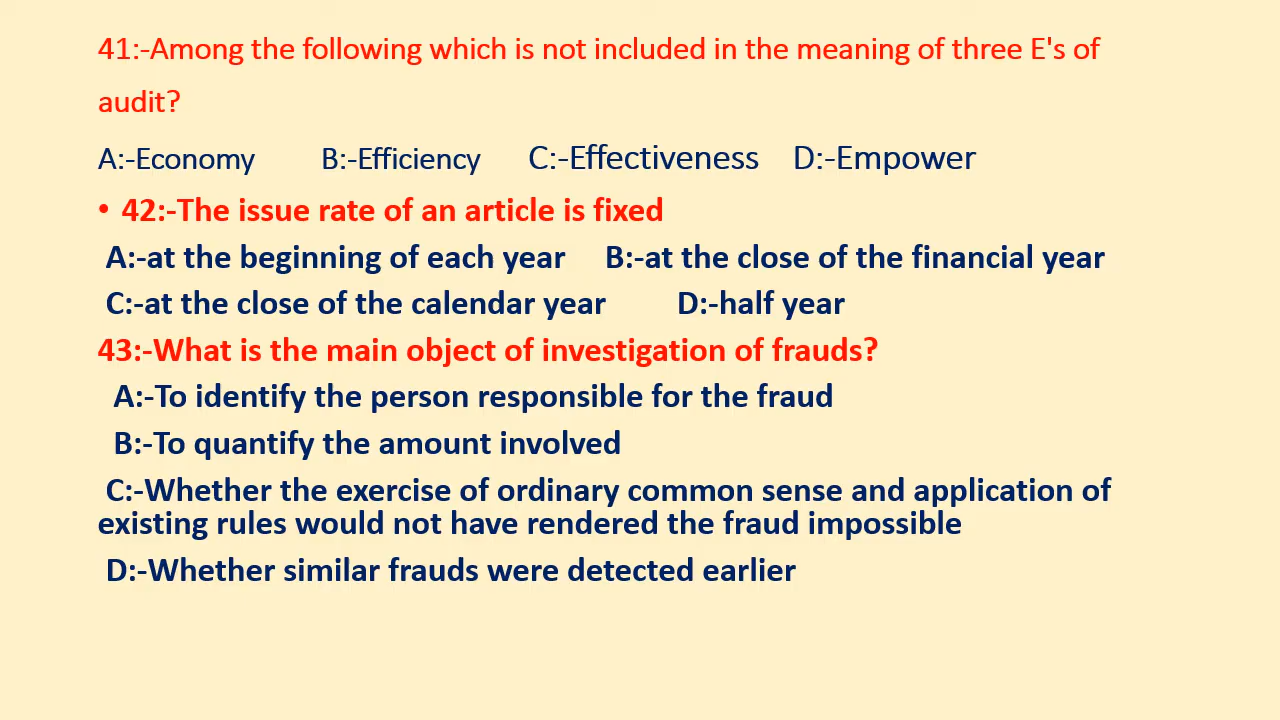 41:-Among the following which is not included in the meaning of three E's of
audit?
A:-Economy B:-Efficiency C:-Effectiveness D:-Empower
• 42:-The issue rate of an article is fixed
A:-at the beginning of each year B:-at the close of the financial year
C:-at the close of the calendar year D:-half year
43:-What is the main object of investigation of frauds?
A:-To identify the person responsible for the fraud
B:-To quantify the amount involved
C:-Whether the exercise of ordinary common sense and application of
existing rules would not have rendered the fraud impossible
D:-Whether similar frauds were detected earlier